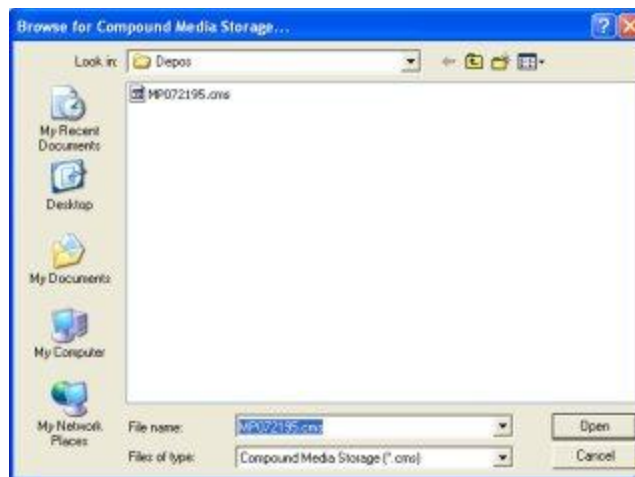 Browse for Compound Media Storage...
Look in:
Depos
MP072195.cms
My Recent
Documents
Desktop
My Documents
My Computer
My Network
Places
File name:
MP072195.cms
Open
Files of type:
Compound Media Storage (*.cms)
Cancel